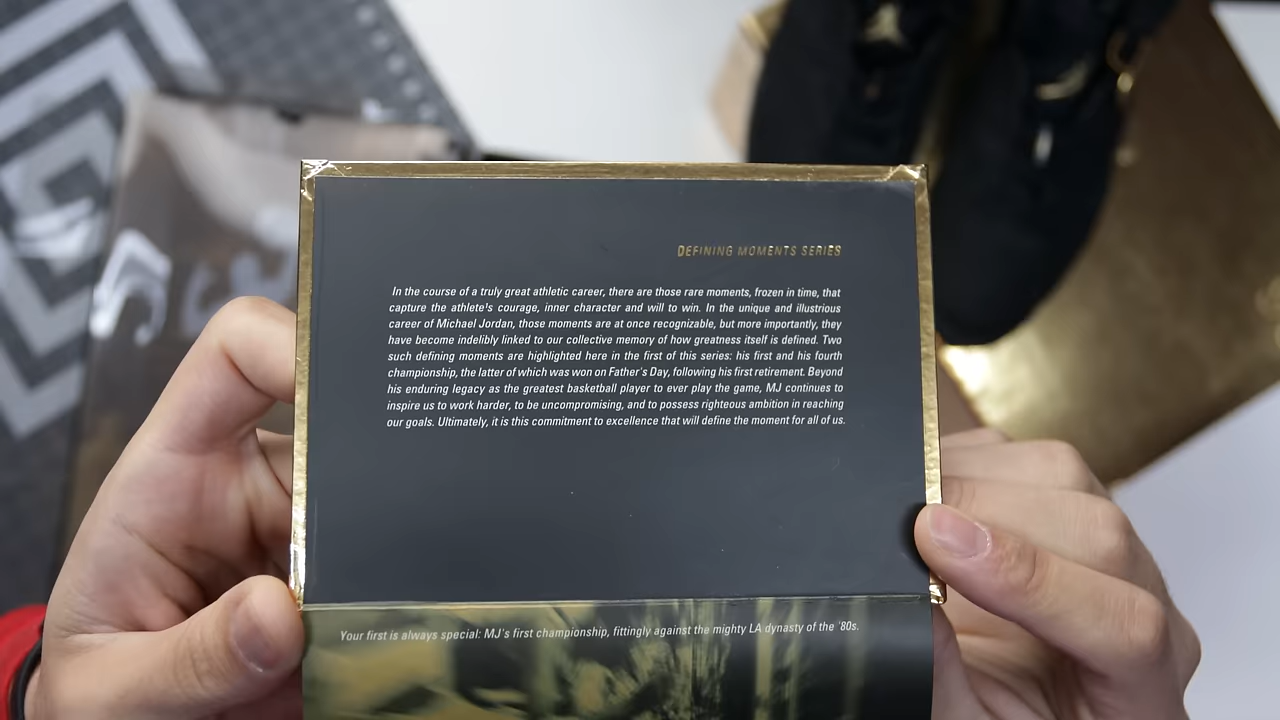 DEFINING MOMENTS SERIES
In the course of a truly great athletic career, there are those rare moments, frozen in time, that
capture the athlete's courage, inner character and will to win. In the unique and illustrious
career of Michael Jordan, those moments are at once recognizable, but more importantly, they
have become indelibly linked to our collective memory of how greatness itself is defined. Two
such defining moments are highlighted here in the first of this series: his first and his fourth
championship, the latter of which was won on Father's Day, following his first retirement. Beyond
his enduring legacy as the greatest basketball player to ever play the game, MJ continues to
inspire us to work harder, to be uncompromising, and to possess righteous ambition in reaching
our goals. Ultimately, it is this commitment to excellence that will define the moment for all of us.
Your first is always special: MJ's first championship, fittingly against the mighty LA dynasty of the '80s.